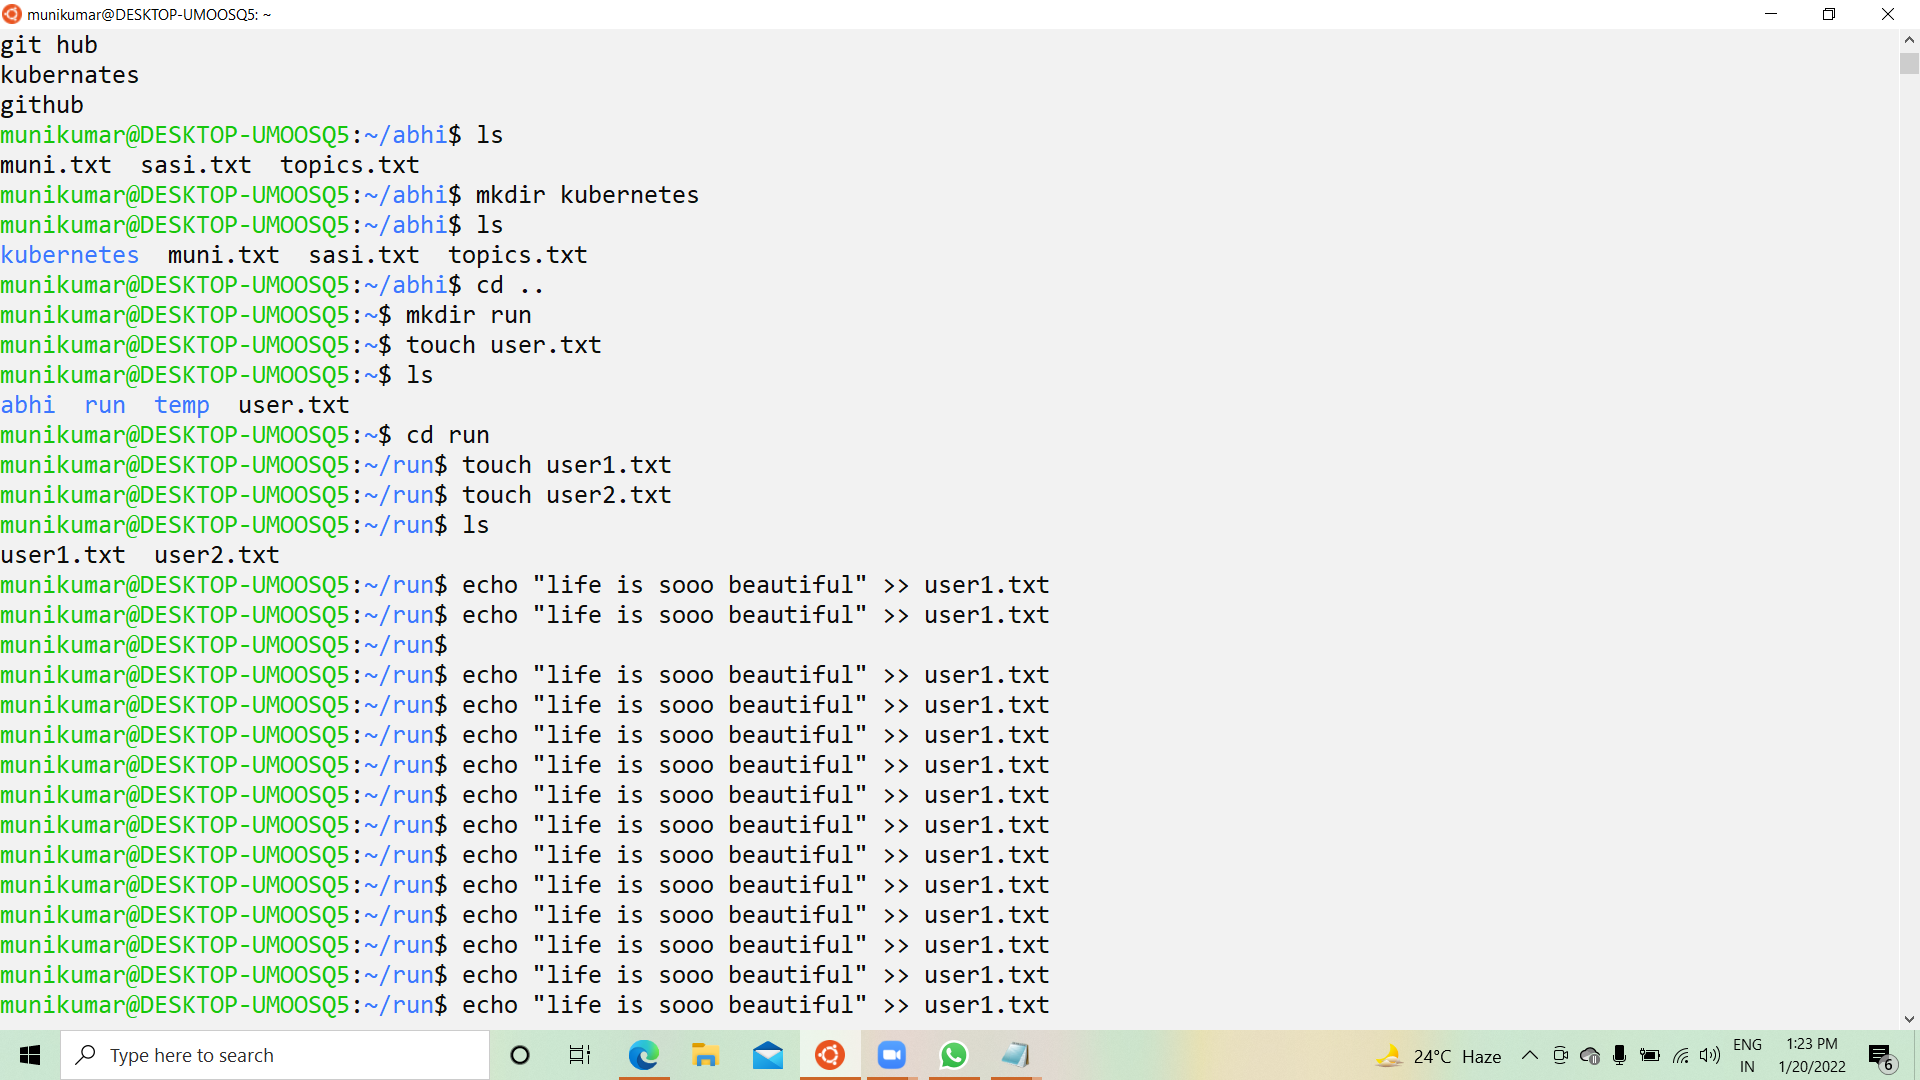 munikumar@DESKTOP-UMOOSQ5: ~
git hub
kubernates
github
munikumar@DESKTOP-UMOOSQ5:~/abhi$ ls
muni.txt  sasi.txt  topics.txt
munikumar@DESKTOP-UMOOSQ5:~/abhi$ mkdir kubernetes
munikumar@DESKTOP-UMOOSQ5:~/abhi$ ls
kubernetes  muni.txt  sasi.txt  topics.txt
munikumar@DESKTOP-UMOOSQ5:~/abhi$ cd ..
munikumar@DESKTOP-UMOOSQ5:~$ mkdir run
munikumar@DESKTOP-UMOOSQ5:~$ touch user.txt
munikumar@DESKTOP-UMOOSQ5:~$ ls
abhi  run  temp  user.txt
munikumar@DESKTOP-UMOOSQ5:~$ cd run
munikumar@DESKTOP-UMOOSQ5:~/run$ touch user1.txt
munikumar@DESKTOP-UMOOSQ5:~/run$ touch user2.txt
munikumar@DESKTOP-UMOOSQ5:~/run$ ls
user1.txt  user2.txt
munikumar@DESKTOP-UMOOSQ5:~/run$ echo "life is sooo beautiful" >> user1.txt
munikumar@DESKTOP-UMOOSQ5:~/run$ echo "life is sooo beautiful" >> user1.txt
munikumar@DESKTOP-UMOOSQ5:~/run$
munikumar@DESKTOP-UMOOSQ5:~/run$ echo "life is sooo beautiful" >> user1.txt
munikumar@DESKTOP-UMOOSQ5:~/run$ echo "life is sooo beautiful" >> user1.txt
munikumar@DESKTOP-UMOOSQ5:~/run$ echo "life is sooo beautiful" >> user1.txt
munikumar@DESKTOP-UMOOSQ5:~/run$ echo "life is sooo beautiful" >> user1.txt
munikumar@DESKTOP-UMOOSQ5:~/run$ echo "life is sooo beautiful" >> user1.txt
munikumar@DESKTOP-UMOOSQ5:~/run$ echo "life is sooo beautiful" >> user1.txt
munikumar@DESKTOP-UMOOSQ5:~/run$ echo "life is sooo beautiful" >> user1.txt
munikumar@DESKTOP-UMOOSQ5:~/run$ echo "life is sooo beautiful" >> user1.txt
munikumar@DESKTOP-UMOOSQ5:~/run$ echo "life is sooo beautiful" >> user1.txt
munikumar@DESKTOP-UMOOSQ5:~/run$ echo "life is sooo beautiful" >> user1.txt
munikumar@DESKTOP-UMOOSQ5:~/run$ echo "life is sooo beautiful" >> user1.txt
munikumar@DESKTOP-UMOOSQ5:~/run$ echo "life is sooo beautiful" >> user1.txt
Type here to search
24°C Haze
ENG
IN
1:23 PM
1/20/2022
6